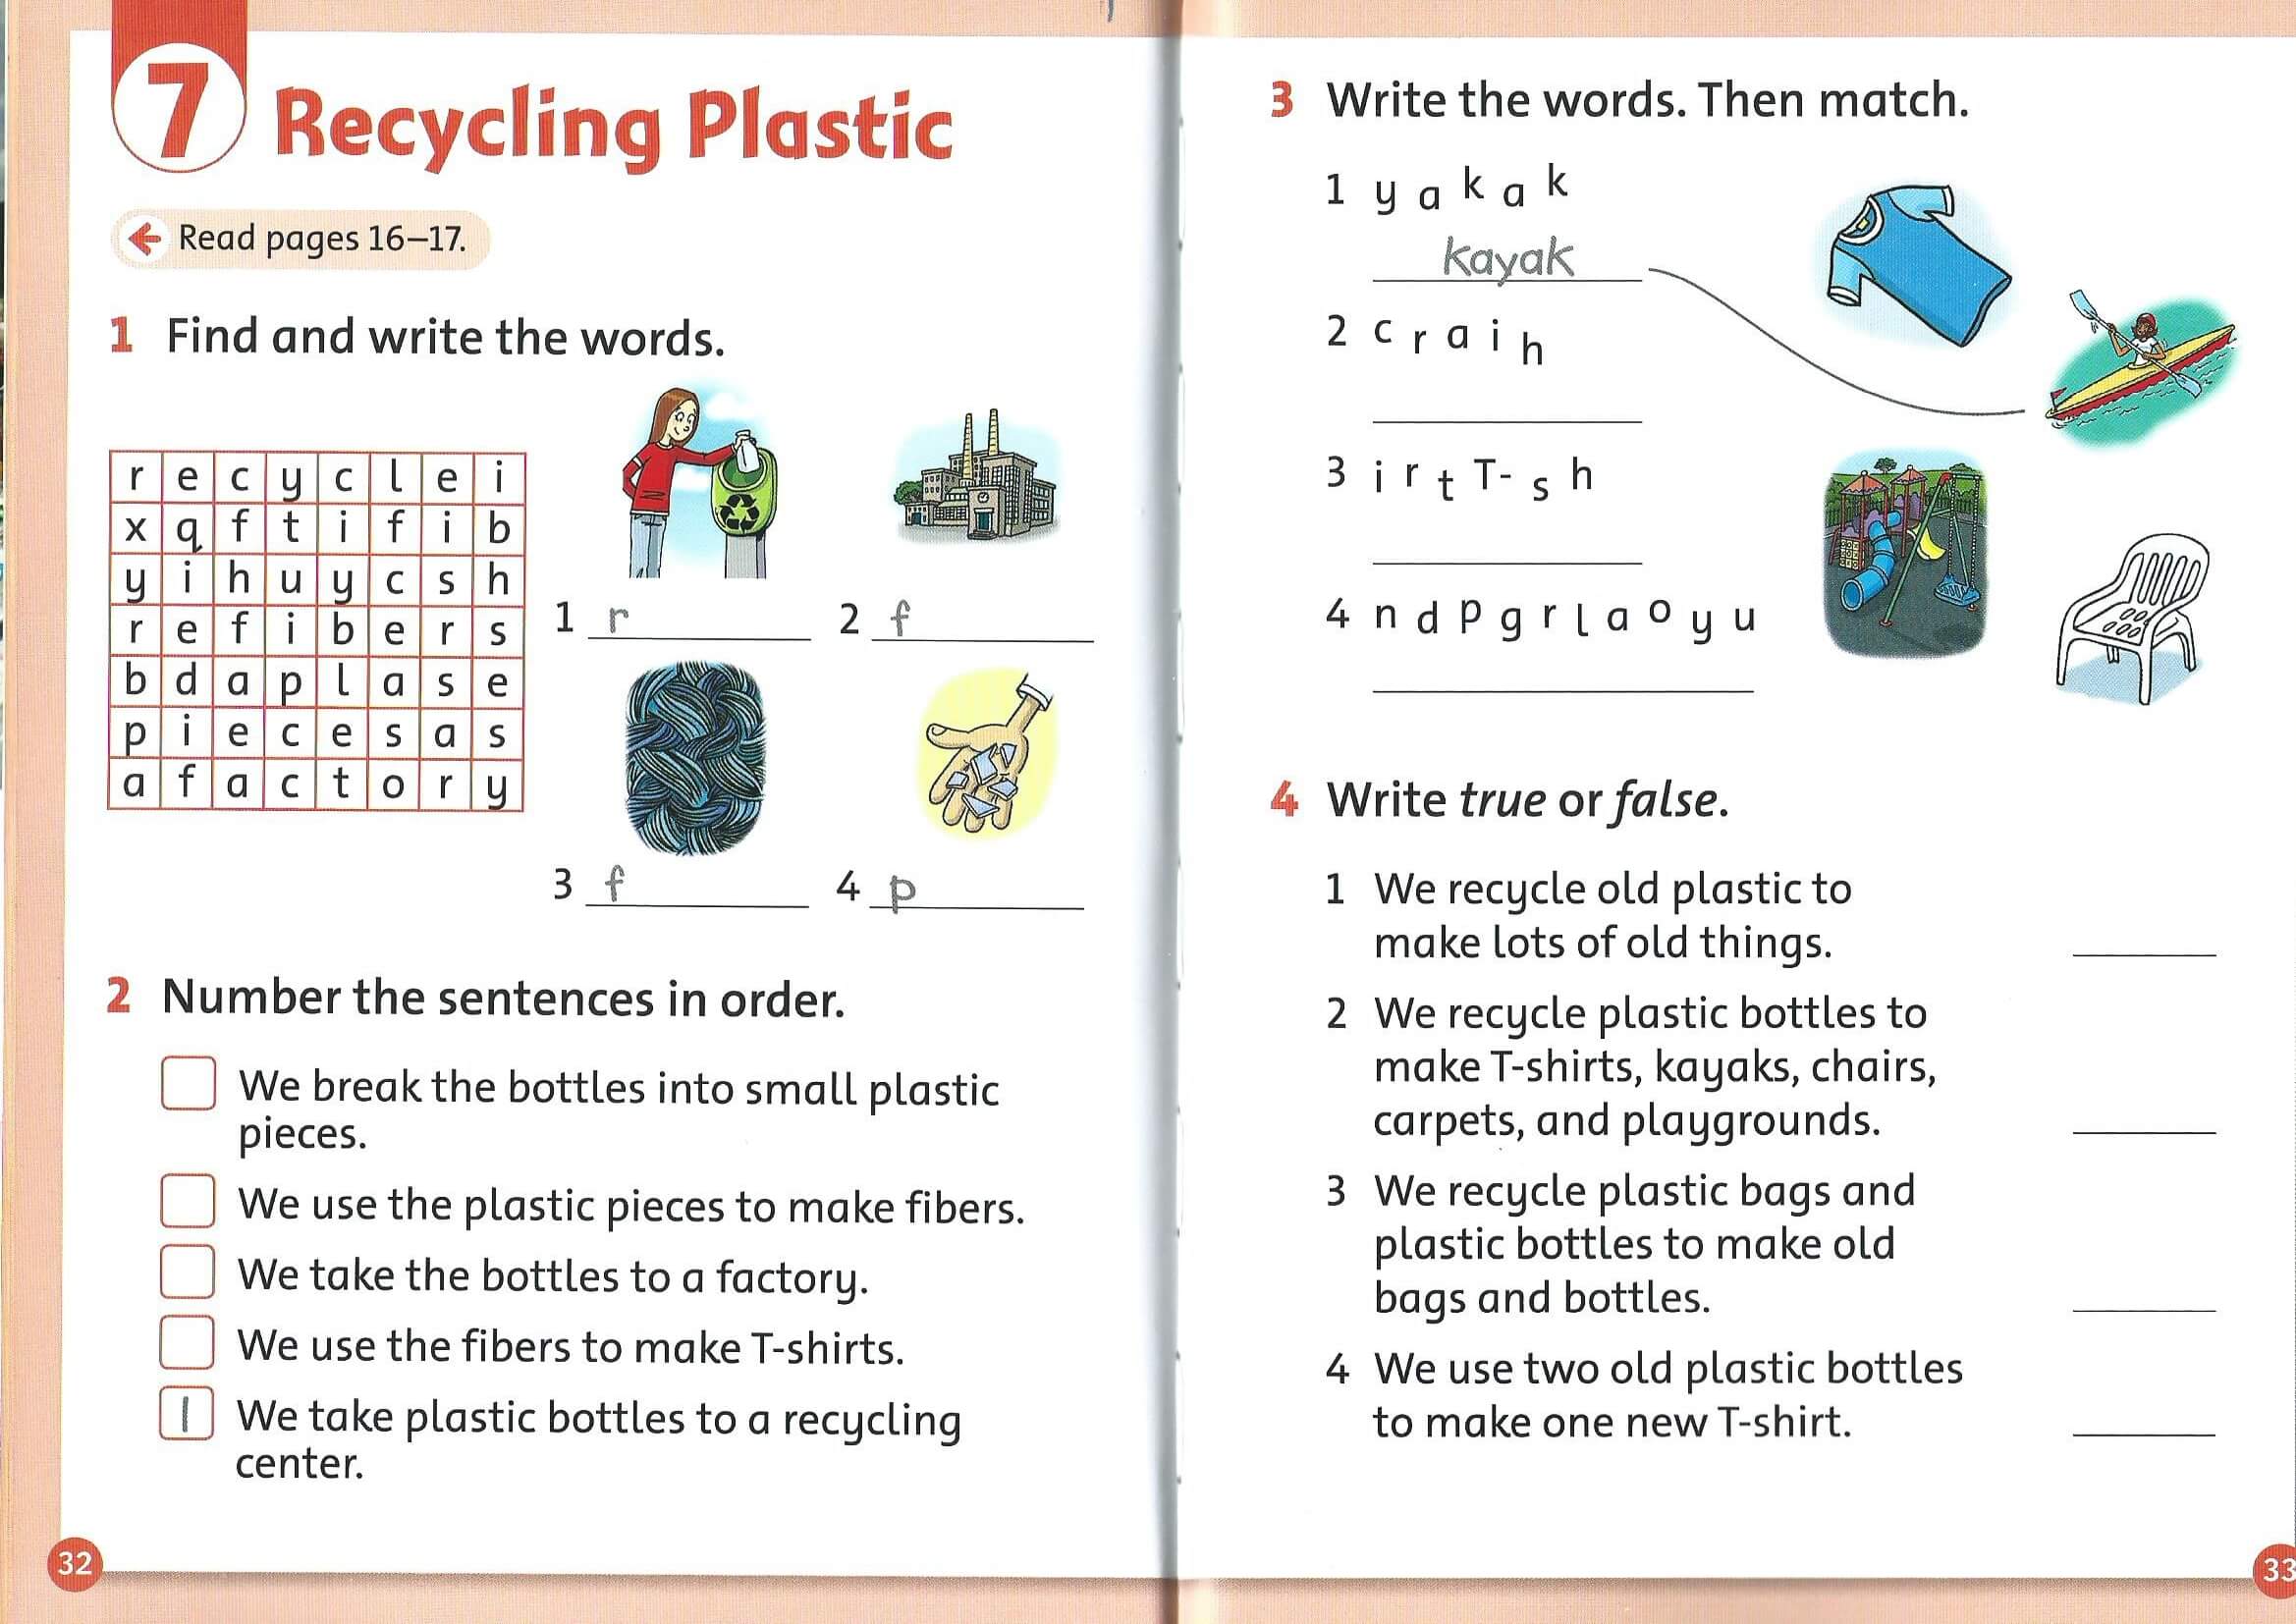 7 Recycling Plastic
← Read pages 16–17.
1 Find and write the words.
r e c y c l e i
x q f t i f i b
y i h u y c s h
r e f i b e r s
b d a p l a s e
p i e c e s a s
a f a c t o r y
1 r
2 f
3 f
4 p
2 Number the sentences in order.
We break the bottles into small plastic
pieces.
We use the plastic pieces to make fibers.
We take the bottles to a factory.
We use the fibers to make T-shirts.
1 We take plastic bottles to a recycling
center.
32
3 Write the words. Then match.
1 y a k a k
kayak
2 c r a i h
3 i r t T- s h
4 n d p g r l a o y u
4 Write true or false.
1 We recycle old plastic to
make lots of old things.
2 We recycle plastic bottles to
make T-shirts, kayaks, chairs,
carpets, and playgrounds.
3 We recycle plastic bags and
plastic bottles to make old
bags and bottles.
4 We use two old plastic bottles
to make one new T-shirt.
33